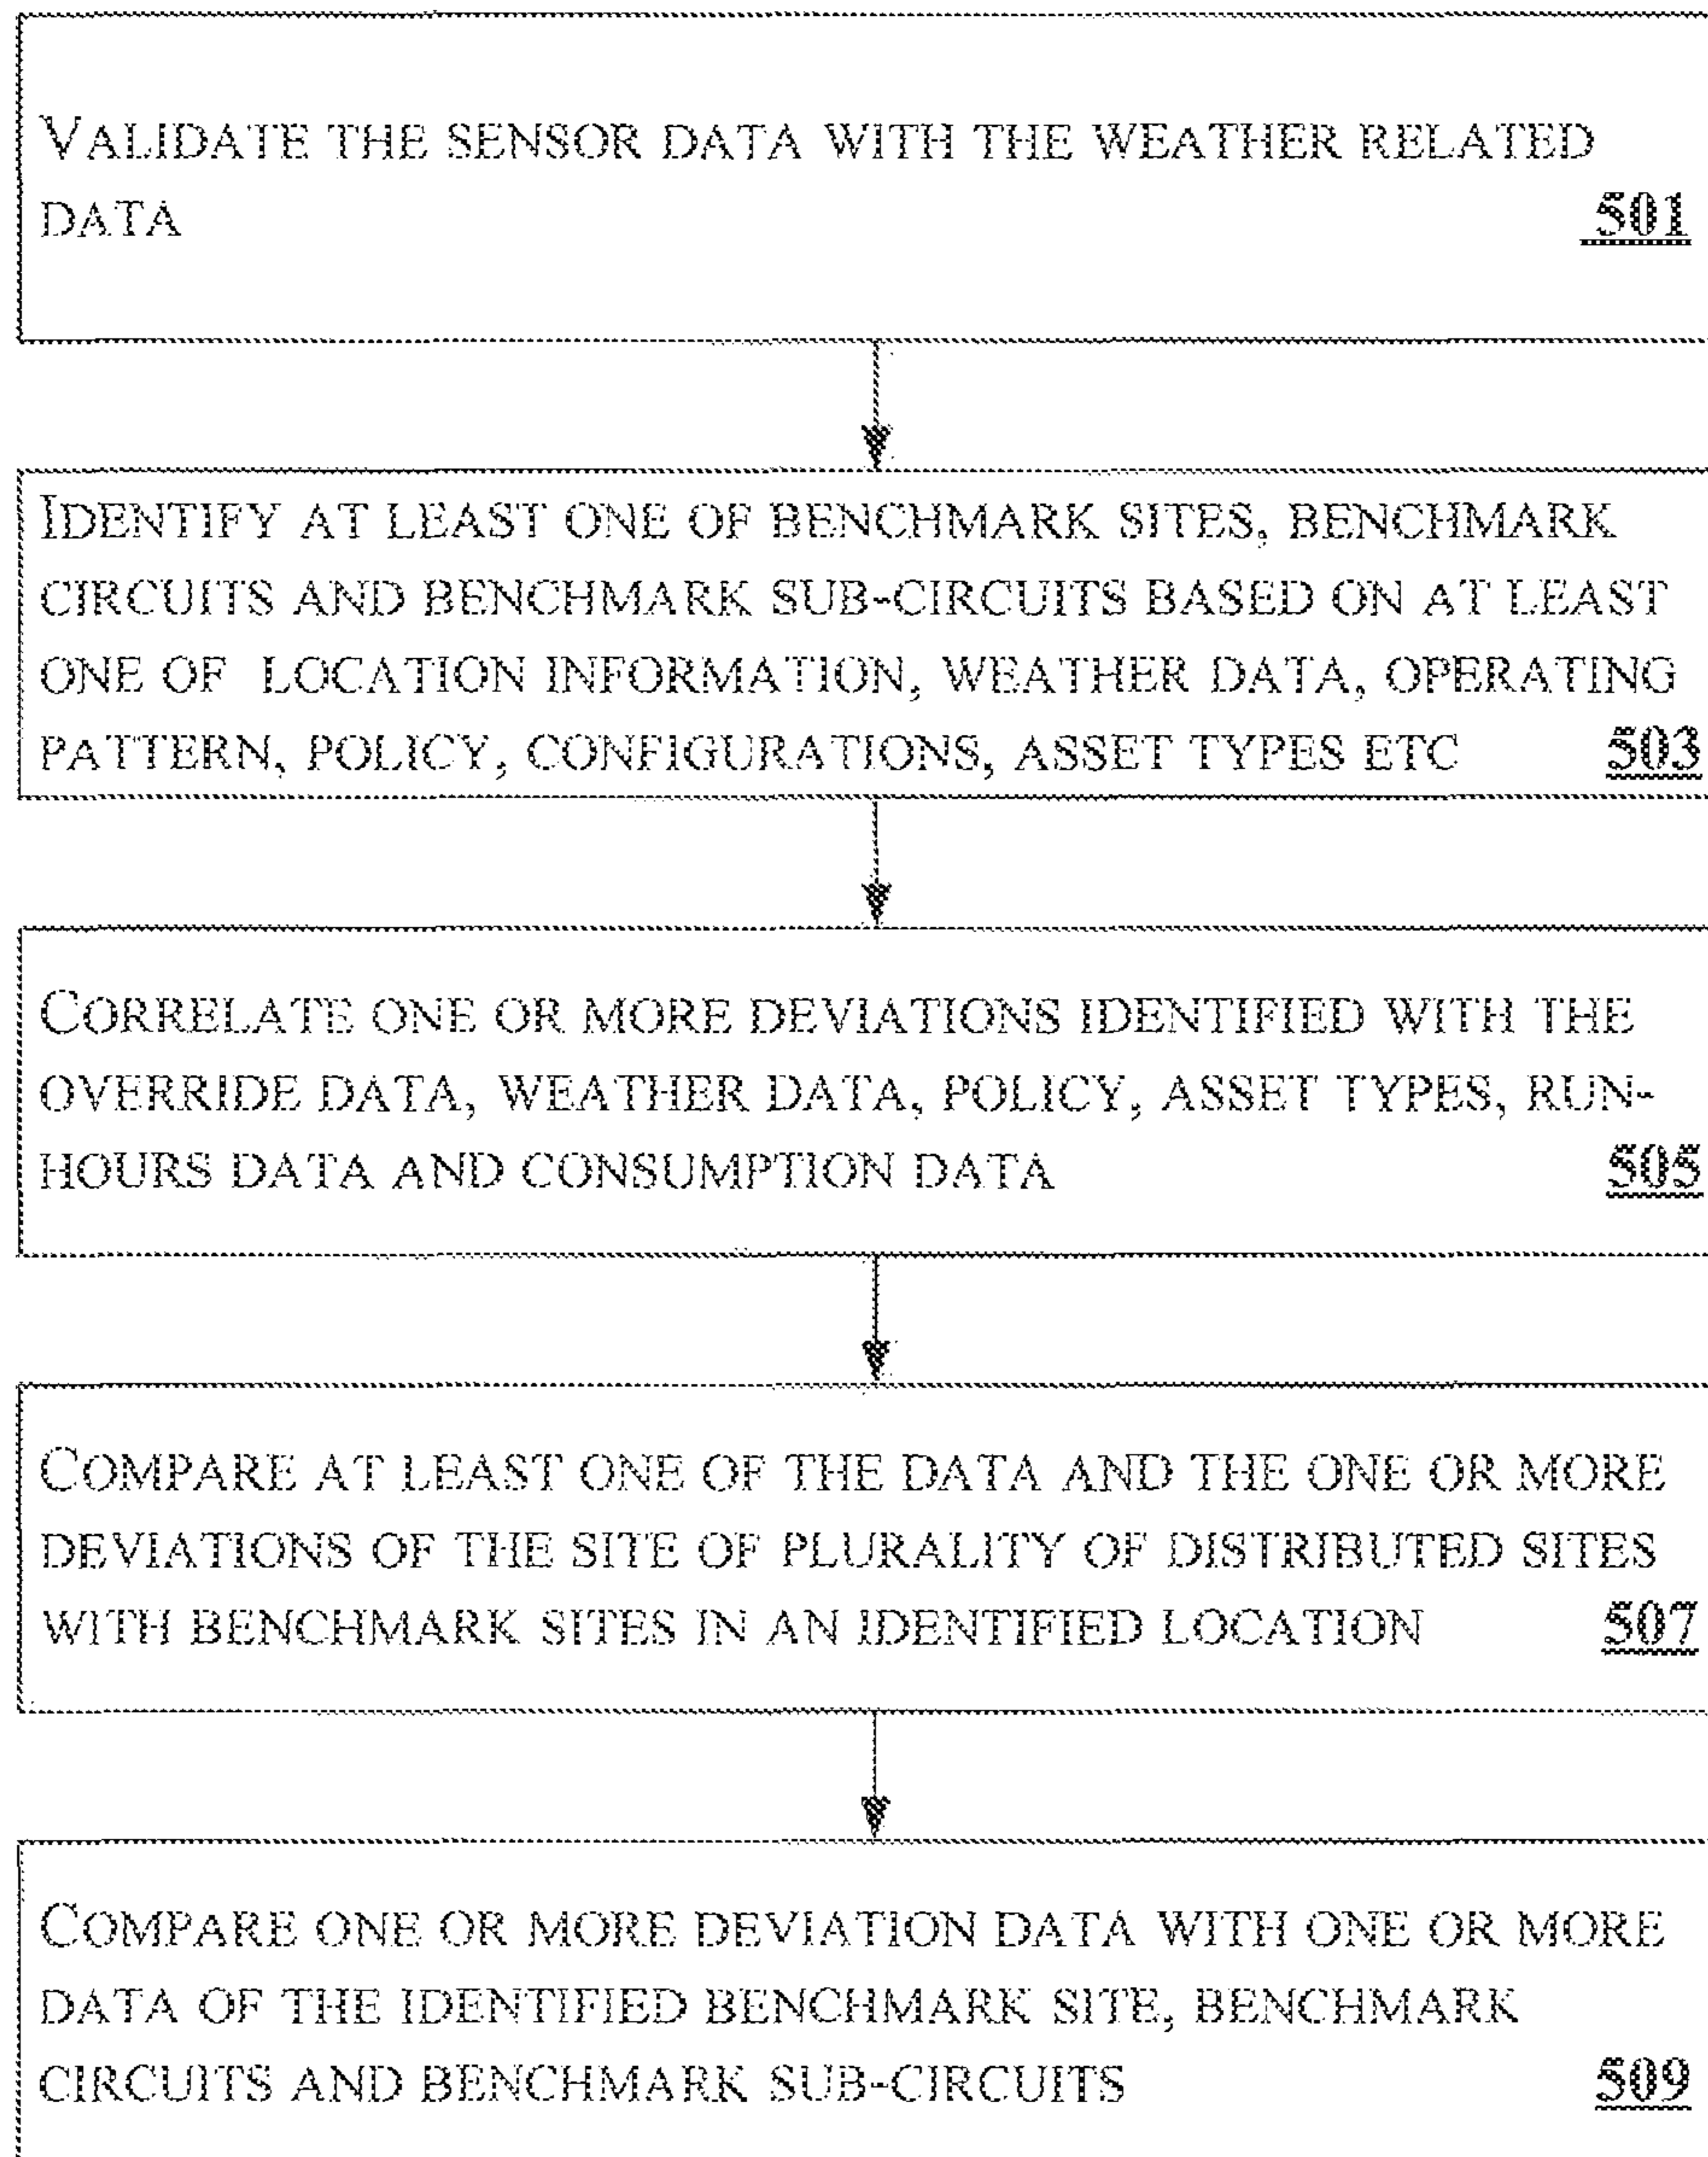 VALIDATE THE SENSOR DATA WITH THE WEATHER RELATED
DATA 501
IDENTIFY AT LEAST ONE OF BENCHMARK SITES, BENCHMARK
CIRCUITS AND BENCHMARK SUB-CIRCUITS BASED ON AT LEAST
ONE OF LOCATION INFORMATION, WEATHER DATA, OPERATING
PATTERN, POLICY, CONFIGURATIONS, ASSET TYPES ETC 503
CORRELATE ONE OR MORE DEVIATIONS IDENTIFIED WITH THE
OVERRIDE DATA, WEATHER DATA, POLICY, ASSET TYPES, RUN-
HOURS DATA AND CONSUMPTION DATA 505
COMPARE AT LEAST ONE OF THE DATA AND THE ONE OR MORE
DEVIATIONS OF THE SITE OF PLURALITY OF DISTRIBUTED SITES
WITH BENCHMARK SITES IN AN IDENTIFIED LOCATION 507
COMPARE ONE OR MORE DEVIATION DATA WITH ONE OR MORE
DATA OF THE IDENTIFIED BENCHMARK SITE, BENCHMARK
CIRCUITS AND BENCHMARK SUB-CIRCUITS 509